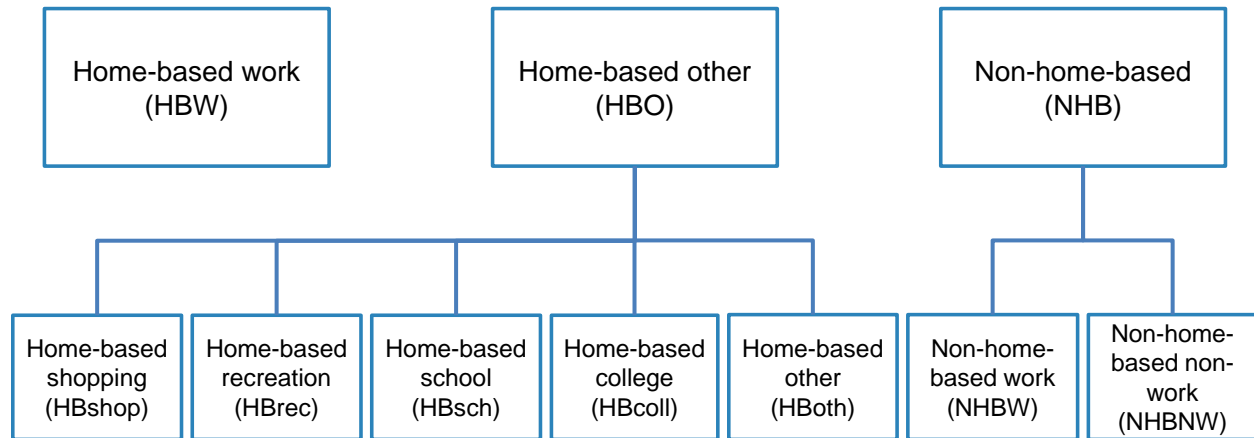 Home-based work
(HBW)
Home-based other
(HBO)
Non-home-based
(NHB)
Home-based
shopping
(HBshop)
Home-based
recreation
(HBrec)
Home-based
school
(HBsch)
Home-based
college
(HBcoll)
Home-based
other
(HBoth)
Non-home-
based work
(NHBW)
Non-home-
based non-
work
(NHBNW)